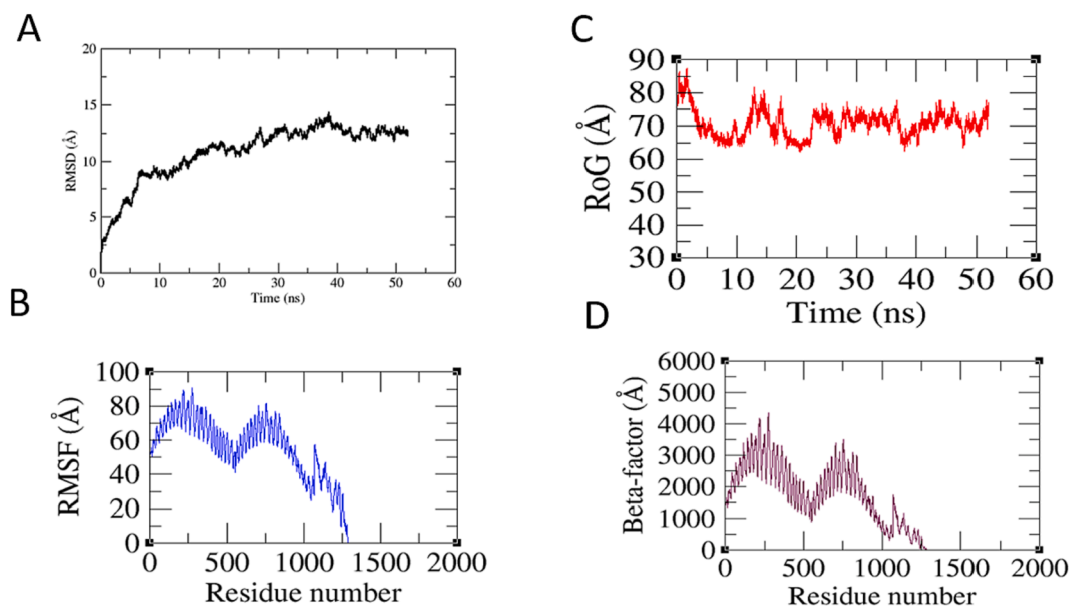 A
20
15
10
5
0
RMSD (Å)
0 10 20 30 40 50 60
Time (ns)
C
90
80
70
60
50
40
30
RoG (Å)
0 10 20 30 40 50 60
Time (ns)
B
100
80
60
40
20
0
RMSF (Å)
0 500 1000 1500 2000
Residue number
D
6000
5000
4000
3000
2000
1000
0
Beta-factor (Å)
0 500 1000 1500 2000
Residue number